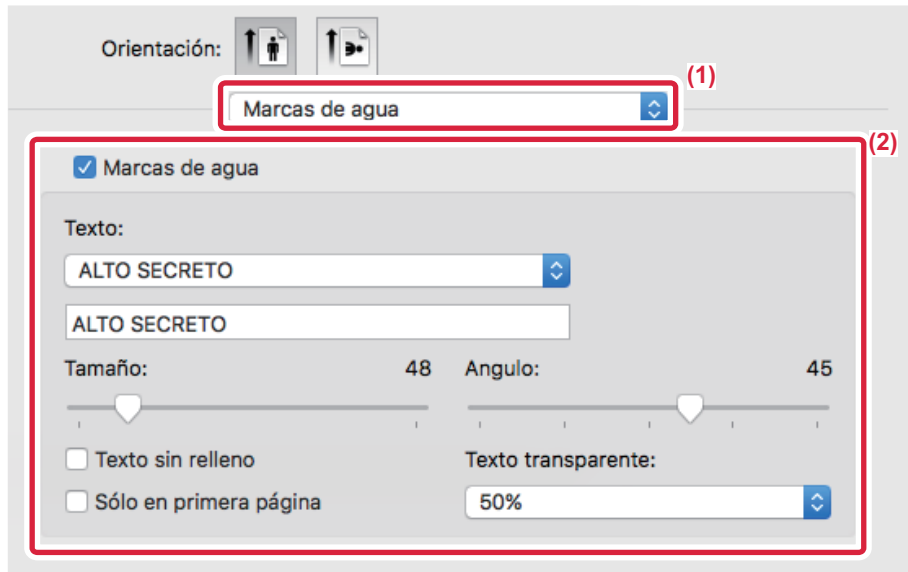 Orientación:
(1)
Marcas de agua
(2)
Marcas de agua
Texto:
ALTO SECRETO
ALTO SECRETO
Tamaño: 48 Angulo: 45
Texto sin relleno Texto transparente:
Sólo en primera página 50%